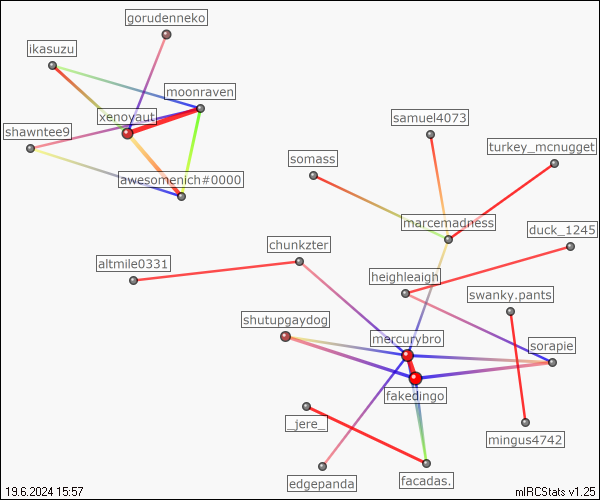 gorudenneko
ikasuzu
moonraven
xenoyaut
samuel4073
shawntee9
turkey_mcnugget
somass
awesomenich#0000
marcemadness
duck_1245
chunkzter
altmile0331
heighleaigh
swanky.pants
shutupgaydog
mercurybro
sorapie
fakedingo
_jere_
mingus4742
edgepanda
facadas.
19.6.2024 15:57
mIRCStats v1.25